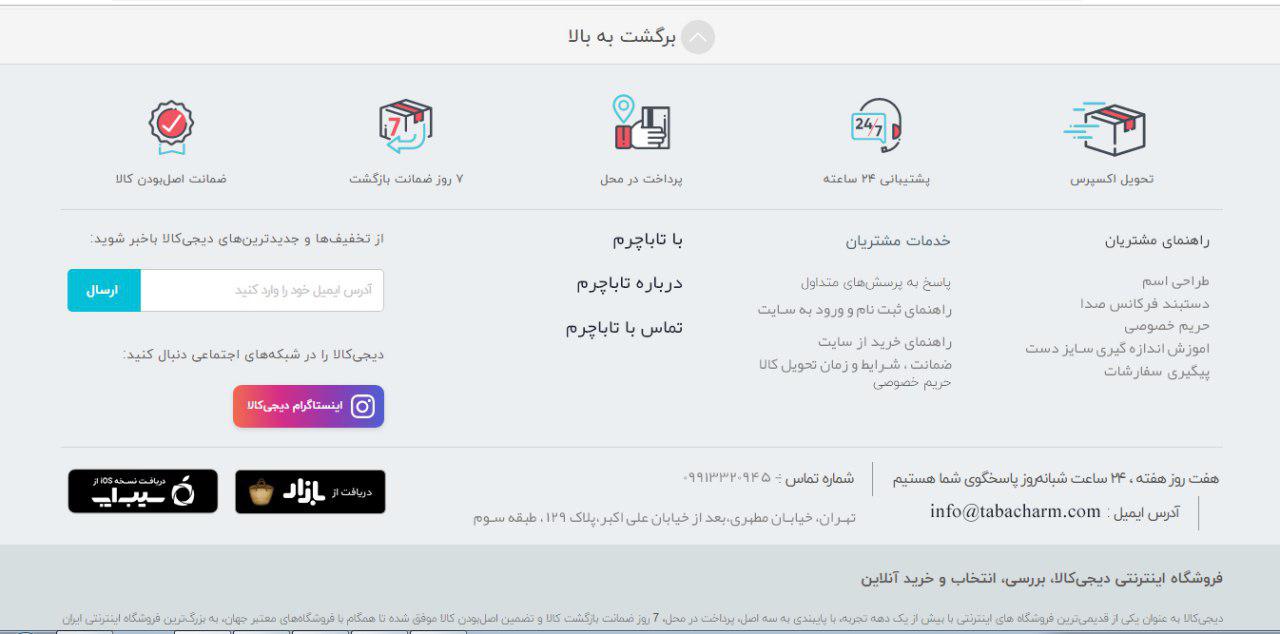 برگشت به بالا
تحویل اکسپرس
24/7
پشتیبانی ۲۴ ساعته
پرداخت در محل
7
۷ روز ضمانت بازگشت
ضمانت اصل‌بودن کالا
راهنمای مشتریان
طراحی اسم
دستبند فرکانس صدا
حریم خصوصی
اموزش اندازه گیری سـایز دست
پیگیری سفارشات
خدمات مشتریان
پاسخ به پرسش‌های متداول
راهنمای ثبت نام و ورود به سـایت
راهنمای خرید از سایت
ضمانت ، شـرایط و زمان تحویل کالا
حریم خصوصی
با تاباچرم
درباره تاباچرم
تماس با تاباچرم
از تخفیف‌ها و جدیدترین‌های دیجی‌کالا باخبر شوید:
آدرس ایمیل خود را وارد کنید
ارسال
دیجی‌کالا را در شبکه‌های اجتماعی دنبال کنید:
اینستاگرام دیجی‌کالا
هفت روز هفته ، ۲۴ ساعت شبانه‌روز پاسخگوی شما هستیم
شماره تماس :- ۰۹۹۱۳۳۲۰۹۴۵
آدرس ایمیل : info@tabacharm.com
تهـران، خیابـان مطهری،بعد از خیابان علی اکبر ،پلاک ۱۲۹، طبقه سـوم
دریافت از بازار
دریافت نسخه iOS از
سیب‌اپ
فروشگاه اینترنتی دیجی‌کالا، بررسی، انتخاب و خرید آنلاین
دیجی‌کالا به عنوان یکی از قدیمی‌ترین فروشگاه های اینترنتی با بیش از یک دهه تجربه، با پایبندی به سه اصل، پرداخت در محل، 7 روز ضمانت بازگشت کالا و تضمین اصل‌بودن کالا موفق شده تا همگام با فروشگاه‌های معتبر جهان، به بزرگ‌ترین فروشگاه اینترنتی ایران